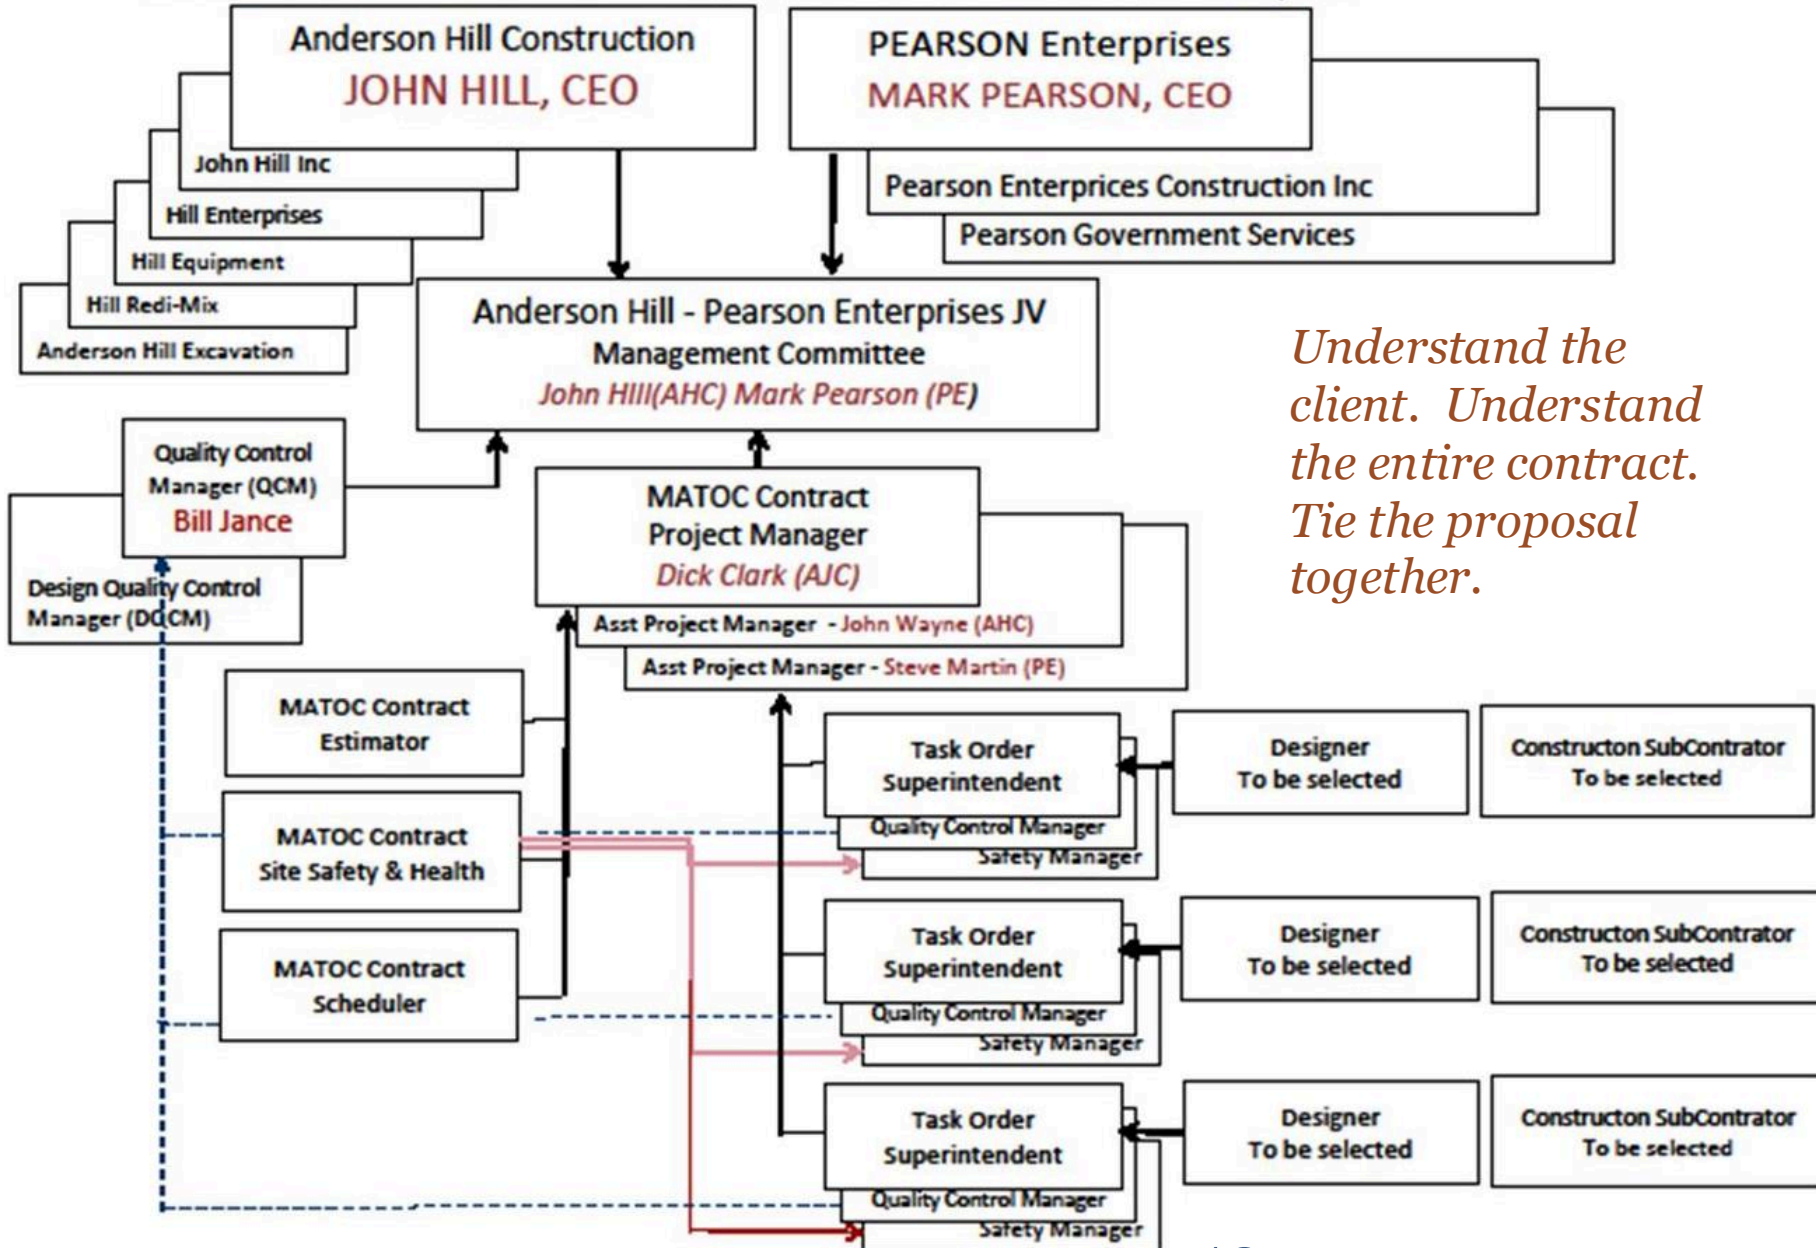 Anderson Hill Construction
JOHN HILL, CEO
PEARSON Enterprises
MARK PEARSON, CEO
John Hill Inc
Hill Enterprises
Hill Equipment
Hill Redi-Mix
Anderson Hill Excavation
Pearson Enterprices Construction Inc
Pearson Government Services
Anderson Hill - Pearson Enterprises JV
Management Committee
John HIll(AHC) Mark Pearson (PE)
Understand the
client. Understand
the entire contract.
Tie the proposal
together.
Quality Control
Manager (QCM)
Bill Jance
Design Quality Control
Manager (DQCM)
MATOC Contract
Project Manager
Dick Clark (AJC)
Asst Project Manager - John Wayne (AHC)
Asst Project Manager - Steve Martin (PE)
MATOC Contract
Estimator
MATOC Contract
Site Safety & Health
MATOC Contract
Scheduler
Task Order
Superintendent
Quality Control Manager
Safety Manager
Designer
To be selected
Constructon SubContrator
To be selected
Task Order
Superintendent
Quality Control Manager
Safety Manager
Designer
To be selected
Constructon SubContrator
To be selected
Task Order
Superintendent
Quality Control Manager
Safety Manager
Designer
To be selected
Constructon SubContrator
To be selected